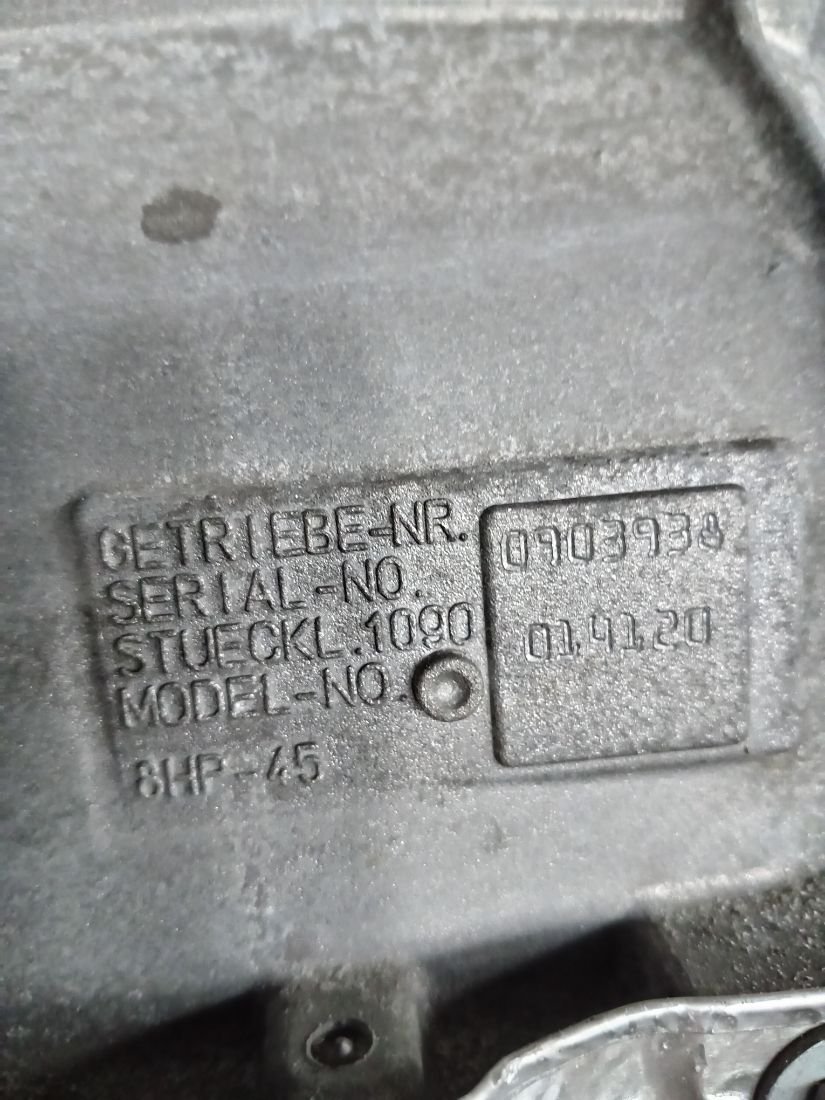 GETRIEBE-NR. 0903938
SERIAL-NO.
STUECKL.1090 014120
MODEL-NO.
8HP-45